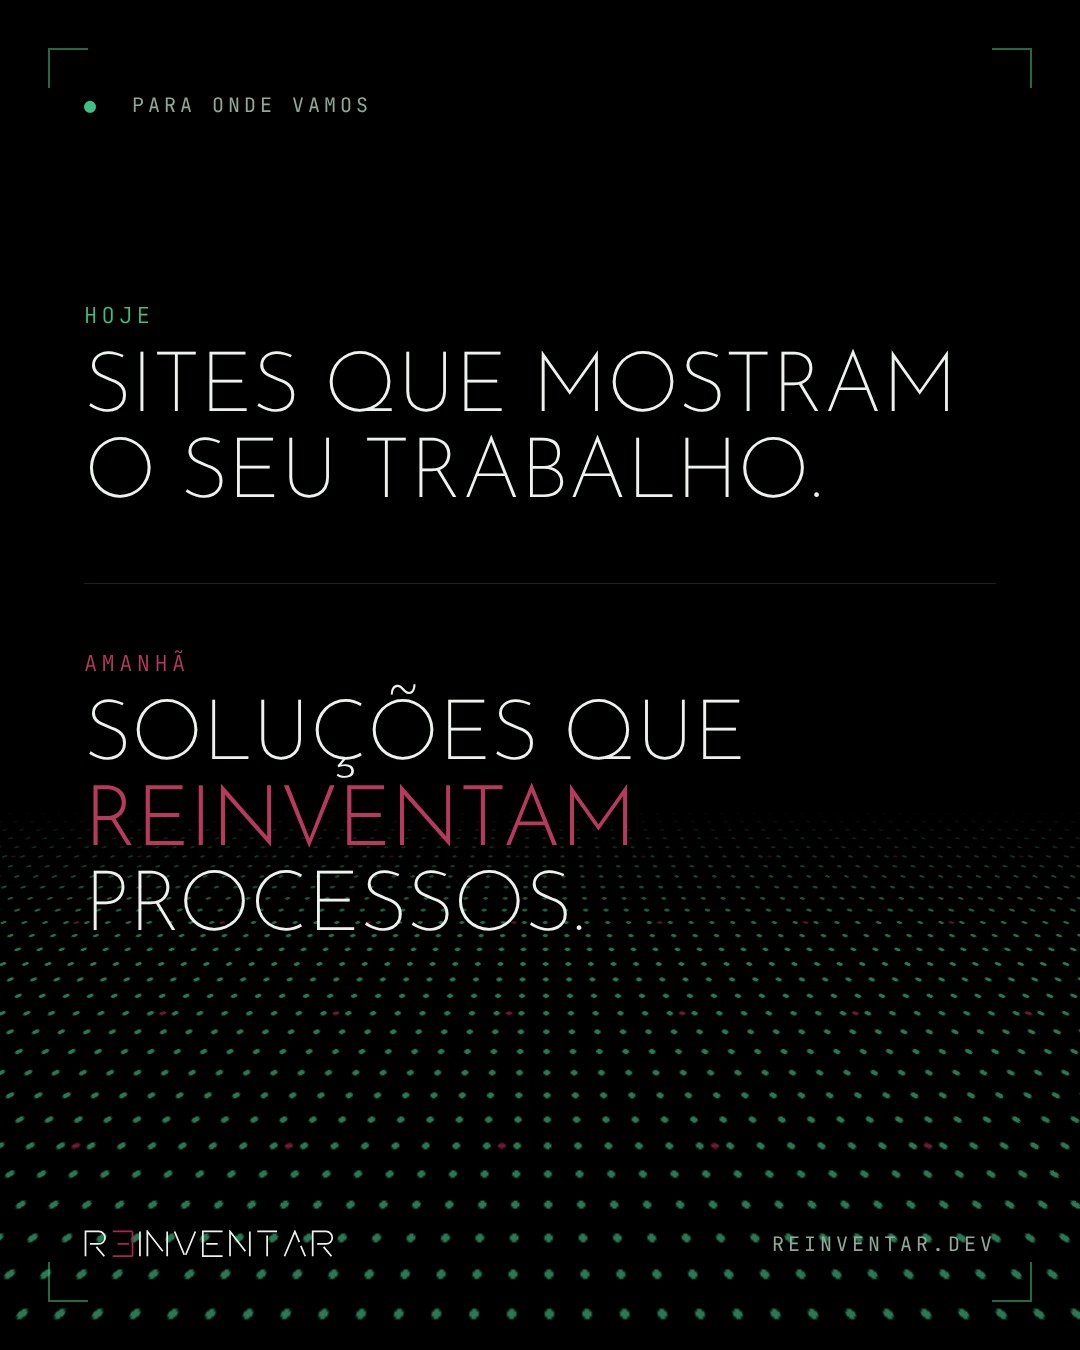 PARA ONDE VAMOS
HOJE
SITES QUE MOSTRAM
O SEU TRABALHO.
AMANHÃ
SOLUÇÕES QUE
REINVENTAM
PROCESSOS.
REINVENTAR
REINVENTAR.DEV